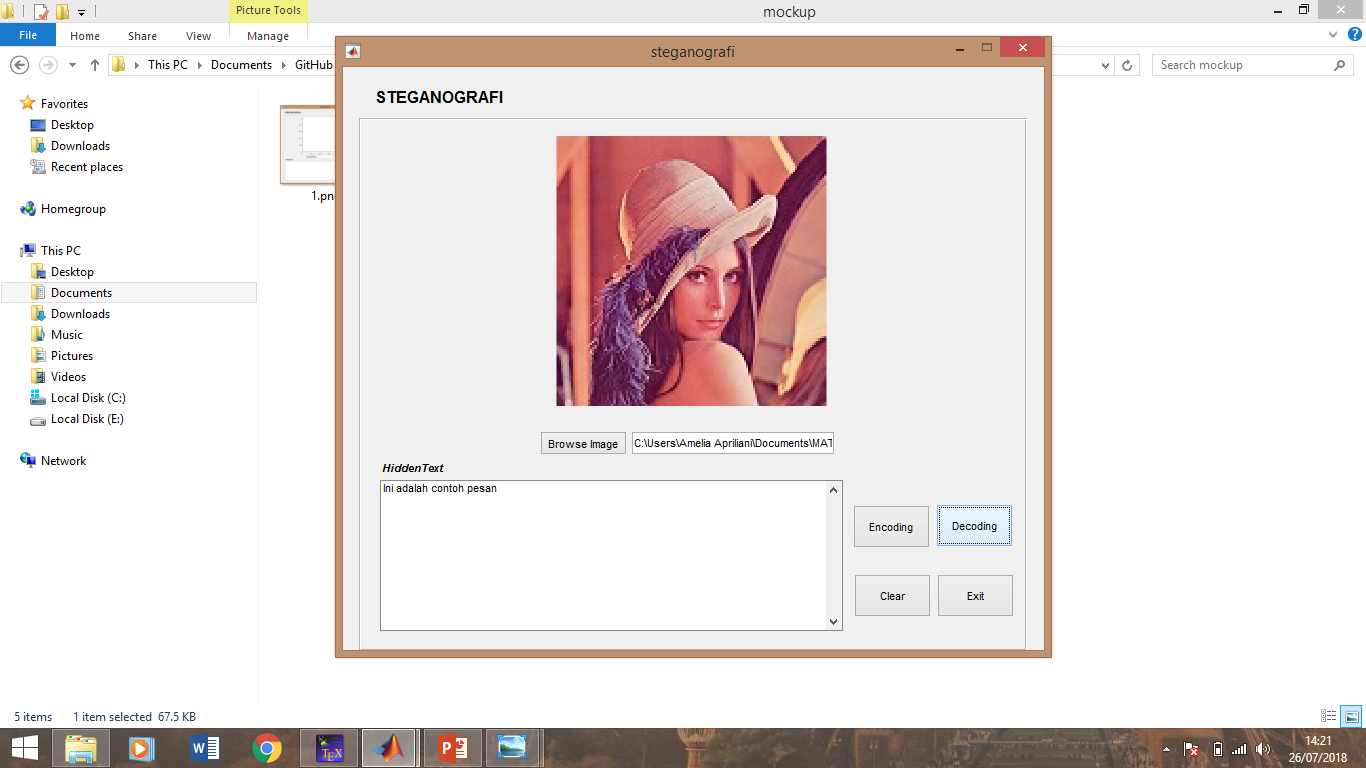 Picture Tools
mockup
File
Home
Share
View
Manage
This PC
Documents
GitHub
Search mockup
Favorites
Desktop
Downloads
Recent places
Homegroup
This PC
Desktop
Documents
Downloads
Music
Pictures
Videos
Local Disk (C:)
Local Disk (E:)
Network
1.pn
steganografi
STEGANOGRAFI
Browse Image
C:\Users\Amelia Apriliani\Documents\MAT
HiddenText
Ini adalah contoh pesan
Encoding
Decoding
Clear
Exit
5 items
1 item selected 67.5 KB
TEX
14:21
26/07/2018